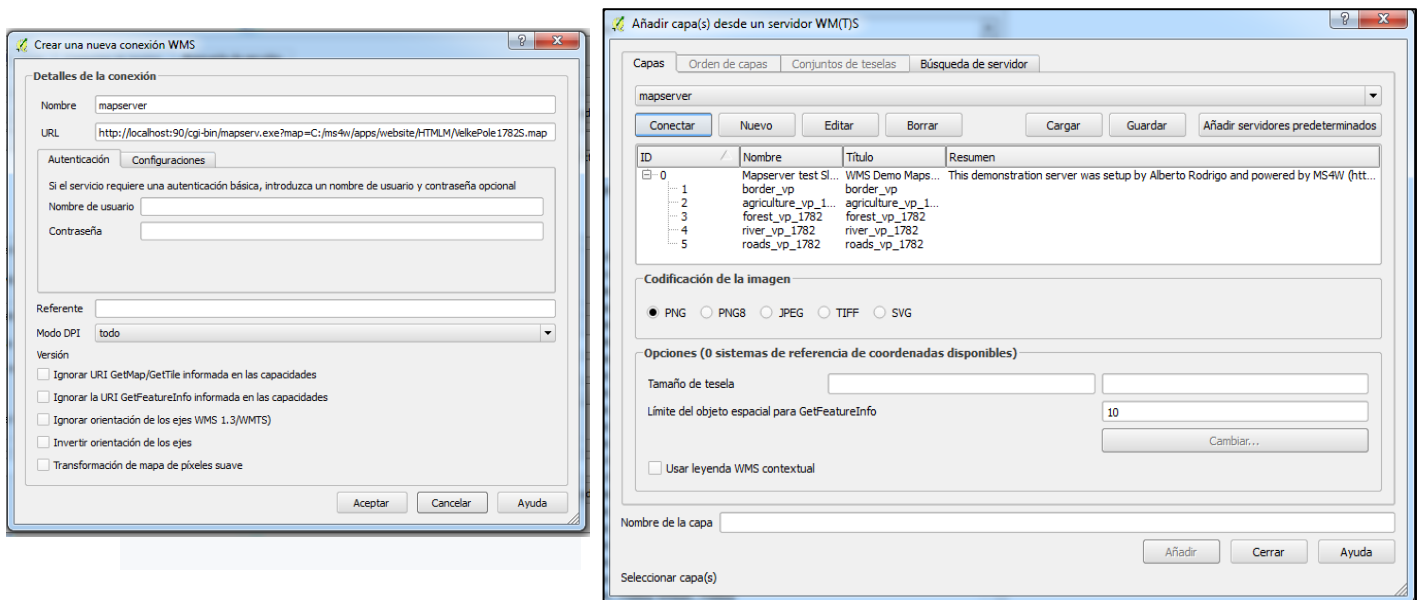 Crear una nueva conexión WMS
Detalles de la conexión
Nombre mapserver
URL http://localhost:90/cgi-bin/mapserv.exe?map=C:/ms4w/apps/website/HTMLM/VelkePole1782S.map
Autenticación Configuraciones
Si el servicio requiere una autenticación básica, introduzca un nombre de usuario y contraseña opcional
Nombre de usuario
Contraseña
Referente
Modo DPI todo
Versión
Ignorar URI GetMap/GetTile informada en las capacidades
Ignorar la URI GetFeatureInfo informada en las capacidades
Ignorar orientación de los ejes WMS 1.3/WMTS)
Invertir orientación de los ejes
Transformación de mapa de píxeles suave
Aceptar Cancelar Ayuda
Añadir capa(s) desde un servidor WM(T)S
Capas Orden de capas Conjuntos de teselas Búsqueda de servidor
mapserver
Conectar Nuevo Editar Borrar Cargar Guardar Añadir servidores predeterminados
ID Nombre Título Resumen
0 Mapserver test Sl... WMS Demo Maps... This demonstration server was setup by Alberto Rodrigo and powered by MS4W (htt...
1 border_vp border_vp
2 agriculture_vp_1... agriculture_vp_1...
3 forest_vp_1782 forest_vp_1782
4 river_vp_1782 river_vp_1782
5 roads_vp_1782 roads_vp_1782
Codificación de la imagen
PNG PNG8 JPEG TIFF SVG
Opciones (0 sistemas de referencia de coordenadas disponibles)
Tamaño de tesela
Límite del objeto espacial para GetFeatureInfo 10
Cambiar...
Usar leyenda WMS contextual
Nombre de la capa
Añadir Cerrar Ayuda
Seleccionar capa(s)